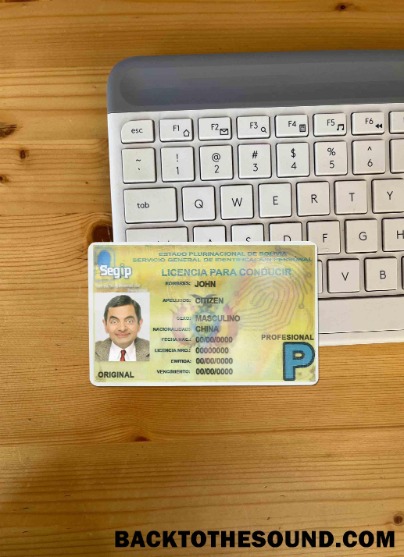 esc F1 F2 F3 F4 F5 F6
~ ! @ # $ % ^
1 2 3 4 5 6
tab Q W E R T Y
A S D F G H
V B N
Segip
ESTADO PLURINACIONAL DE BOLIVIA
SERVICIO GENERAL DE IDENTIFICACION PERSONAL
LICENCIA PARA CONDUCIR
NOMBRES: JOHN
APELLIDOS: CITIZEN
SEXO: MASCULINO
NACIONALIDAD: CHINA
FECHA NAC.: 00/00/0000
LICENCIA NRO.: 00000000
EMITIDA: 00/00/0000
VENCIMIENTO: 00/00/0000
PROFESIONAL
P
ORIGINAL
BACKTOTHESOUND.COM